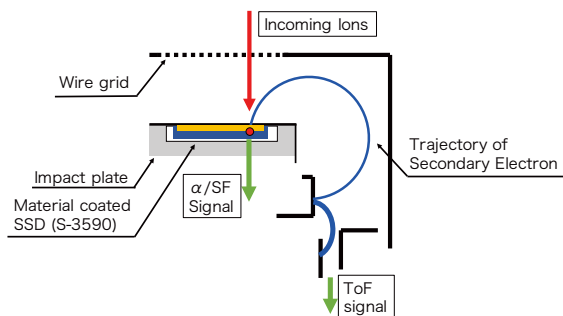 Incoming Ions
Wire grid
Trajectory of
Secondary Electron
Impact plate
α/SF
Signal
Material coated
SSD (S-3590)
ToF
signal